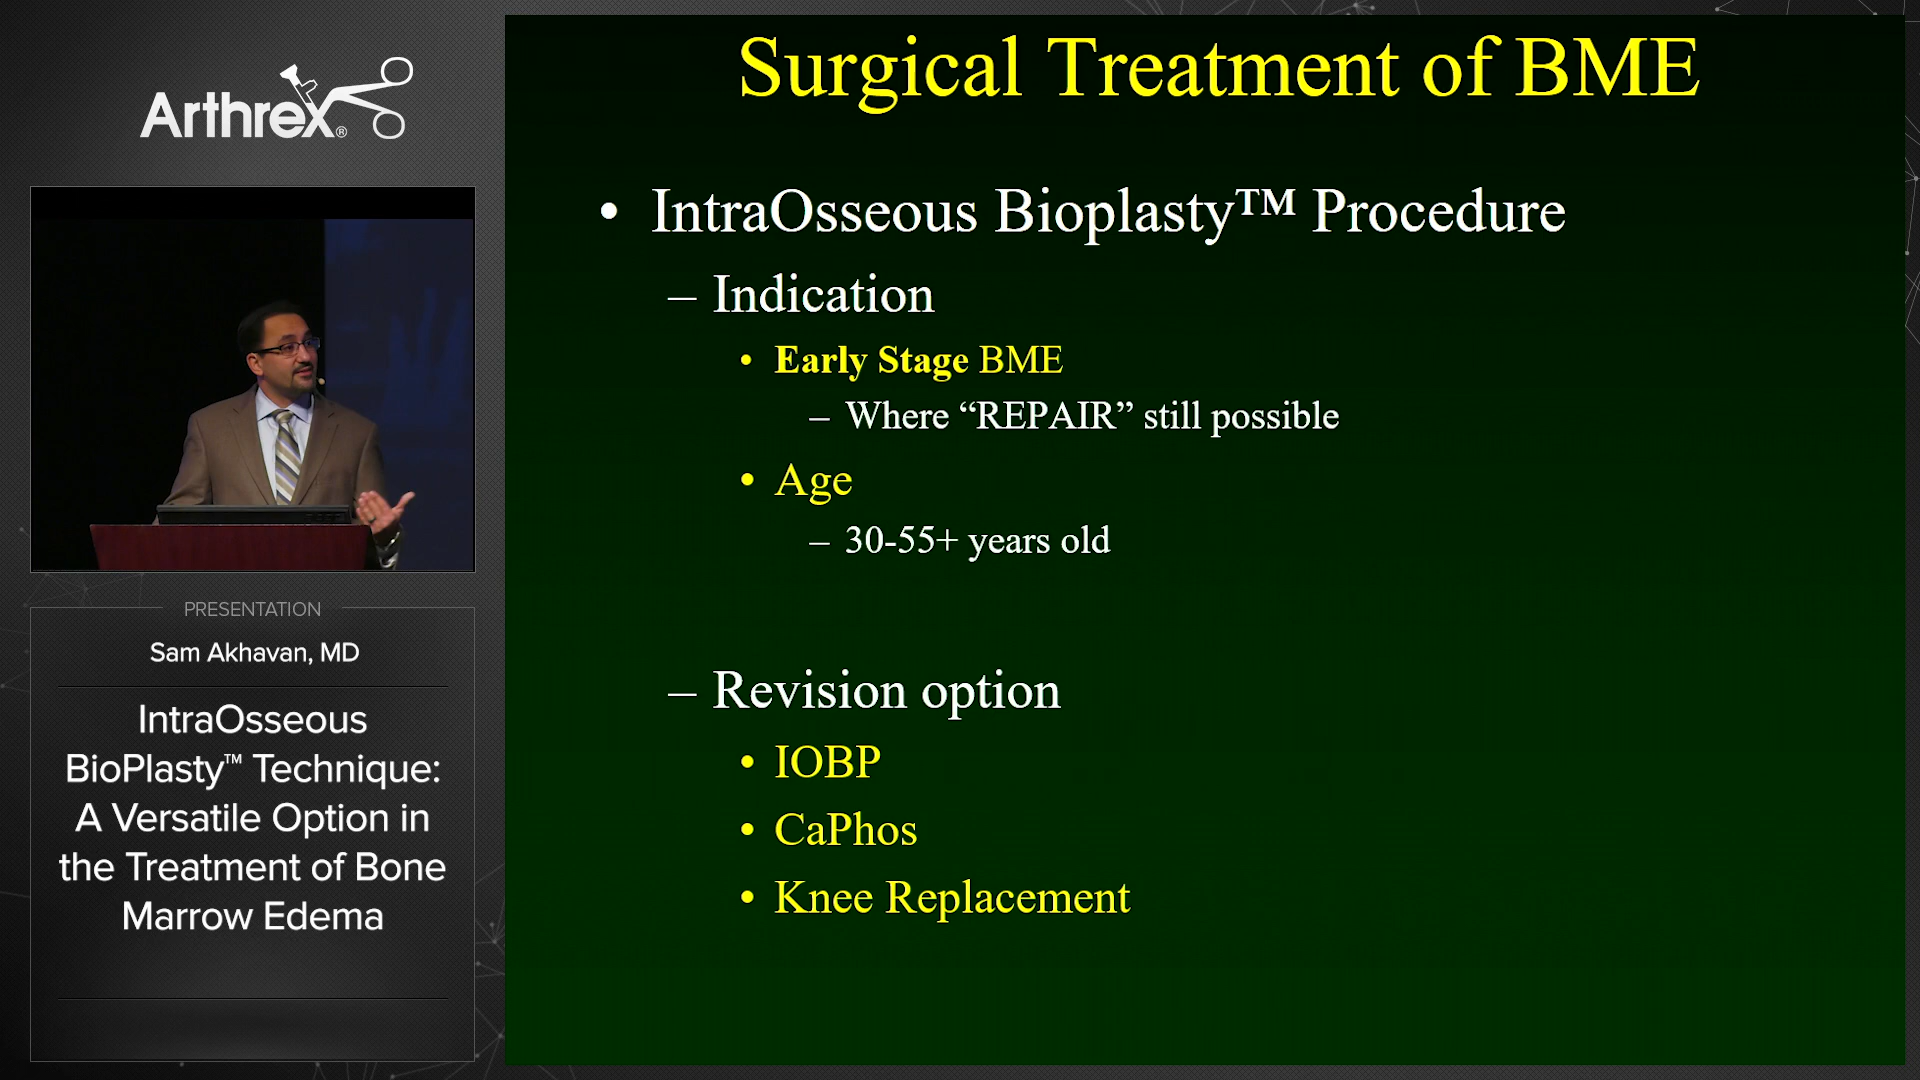 Arthrex®
PRESENTATION
Sam Akhavan, MD
IntraOsseous
BioPlasty™ Technique:
A Versatile Option in
the Treatment of Bone
Marrow Edema
Surgical Treatment of BME
• IntraOsseous Bioplasty™ Procedure
– Indication
• Early Stage BME
– Where “REPAIR” still possible
• Age
– 30-55+ years old
– Revision option
• IOBP
• CaPhos
• Knee Replacement